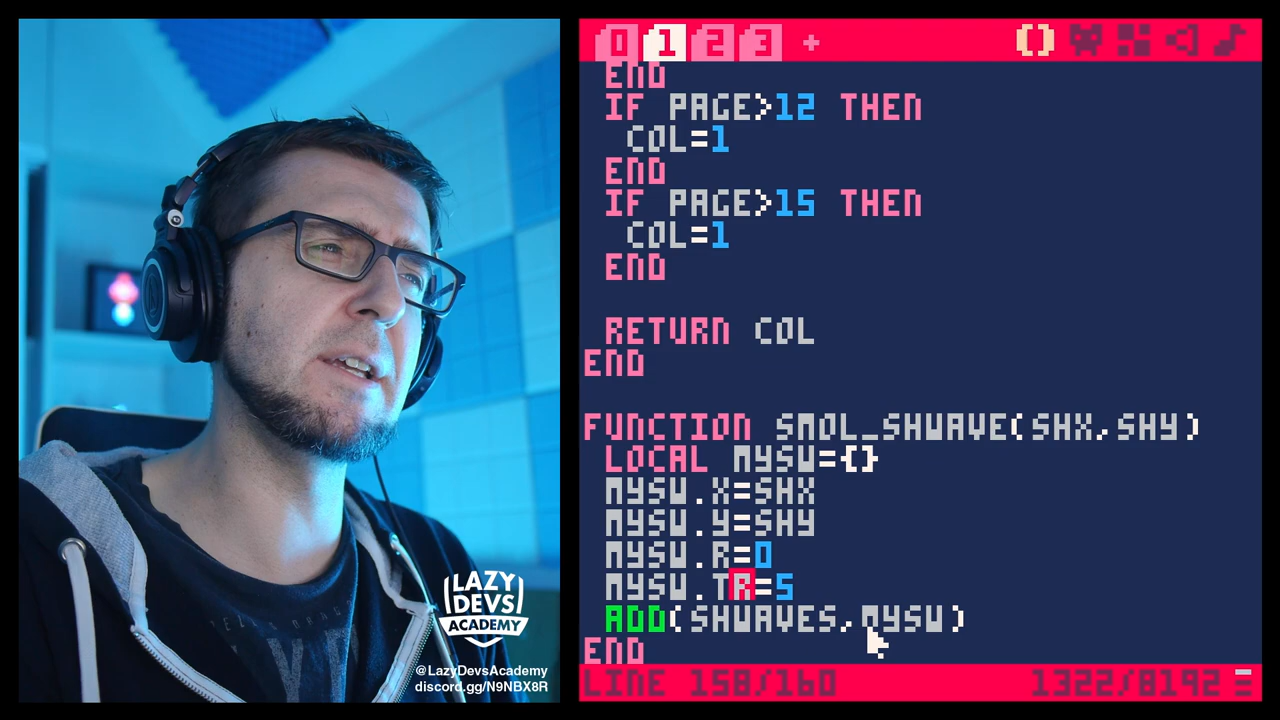 LAZY
DEVS
ACADEMY
@LazyDevsAcademy
discord.gg/N9NBX8R
0 1 2 3 +
END
IF PAGE>12 THEN
COL=1
END
IF PAGE>15 THEN
COL=1
END
RETURN COL
END
FUNCTION SMOL_SHWAVE(SHX,SHY)
LOCAL MYSW={}
MYSW.X=SHX
MYSW.Y=SHY
MYSW.R=0
MYSW.TR=5
ADD(SHWAVES,MYSW)
END
LINE 158/160
1322/8192